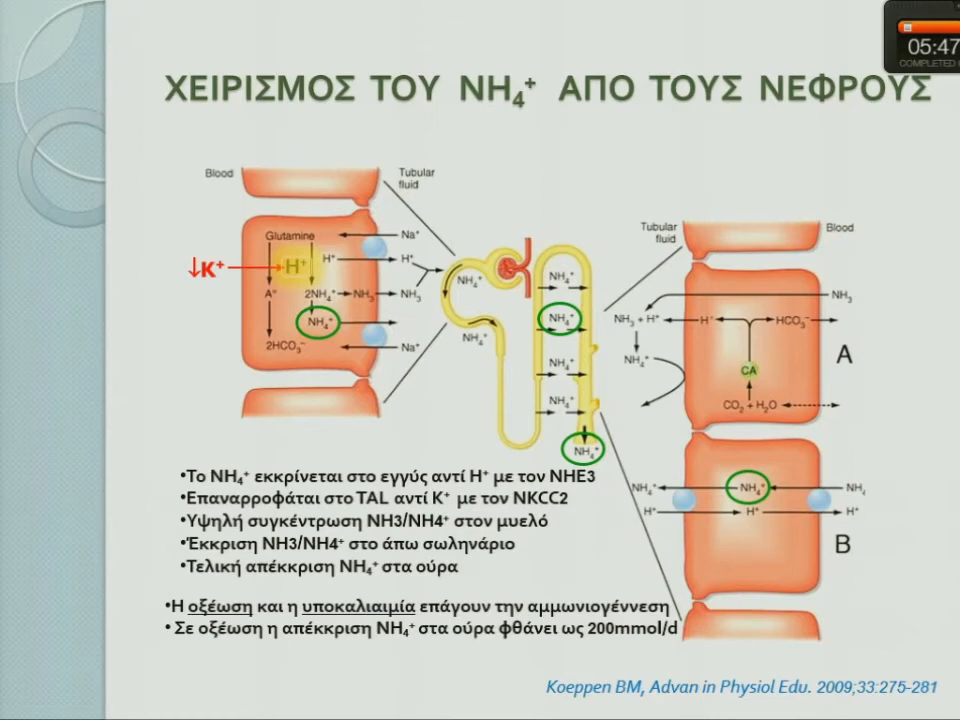 05:47
COMPLETED
ΧΕΙΡΙΣΜΟΣ ΤΟΥ NH₄⁺ ΑΠΟ ΤΟΥΣ ΝΕΦΡΟΥΣ
Blood
Tubular
fluid
Glutamine
Na⁺
H⁺
H⁺
H⁺
↓K⁺
A⁺
2NH₄⁺
NH₃
NH₃
NH₄⁺
2HCO₃⁻
Na⁺
NH₄⁺
NH₄⁺
NH₄⁺
NH₄⁺
NH₄⁺
NH₄⁺
NH₄⁺
Tubular
fluid
Blood
NH₃
NH₃ + H⁺
H⁺
HCO₃⁻
NH₄⁺
CA
CO₂ + H₂O
A
NH₄⁺
NH₄⁺
NH₄
H⁺
H⁺
H⁺
B
•Το NH₄⁺ εκκρίνεται στο εγγύς αντί Η⁺ με τον NHE3
•Επαναρροφάται στο TAL αντί Κ⁺ με τον NKCC2
•Υψηλή συγκέντρωση NH3/NH4⁺ στον μυελό
•Έκκριση NH3/NH4⁺ στο άπω σωληνάριο
•Τελική απέκκριση NH₄⁺ στα ούρα
•Η οξέωση και η υποκαλιαιμία επάγουν την αμμωνιογέννεση
• Σε οξέωση η απέκκριση NH₄⁺ στα ούρα φθάνει ως 200mmol/d
Koeppen BM, Advan in Physiol Edu. 2009;33:275-281